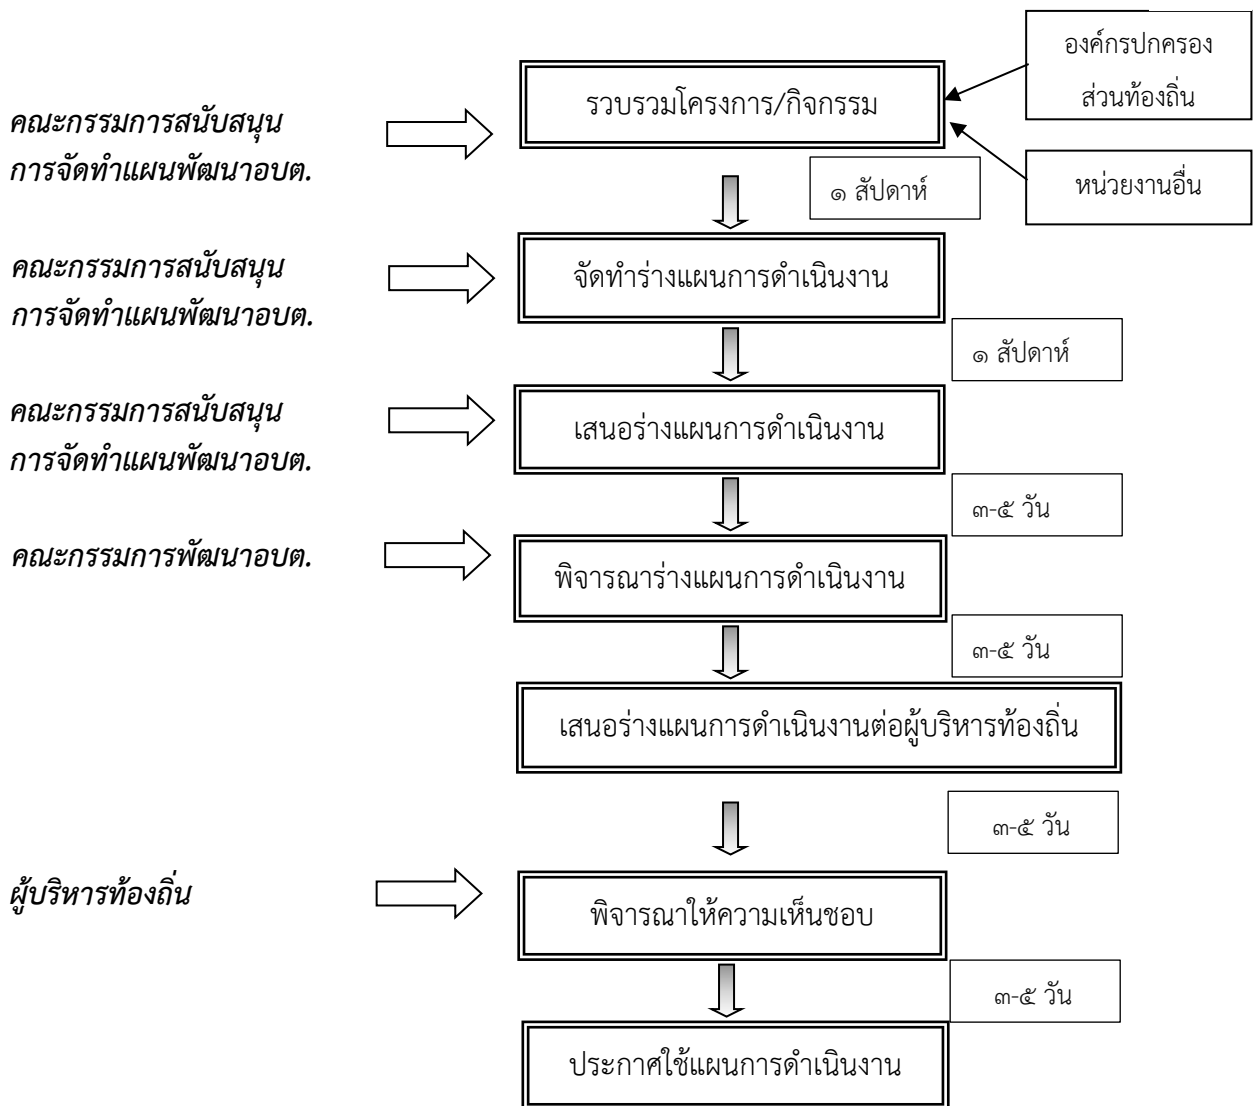 องค์กรปกครอง
ส่วนท้องถิ่น
รวบรวมโครงการ/กิจกรรม
คณะกรรมการสนับสนุน
การจัดทำแผนพัฒนาอบต.
หน่วยงานอื่น
๑ สัปดาห์
คณะกรรมการสนับสนุน
การจัดทำแผนพัฒนาอบต.
จัดทำร่างแผนการดำเนินงาน
๑ สัปดาห์
คณะกรรมการสนับสนุน
การจัดทำแผนพัฒนาอบต.
เสนอร่างแผนการดำเนินงาน
๓-๕ วัน
คณะกรรมการพัฒนาอบต.
พิจารณาร่างแผนการดำเนินงาน
๓-๕ วัน
เสนอร่างแผนการดำเนินงานต่อผู้บริหารท้องถิ่น
๓-๕ วัน
ผู้บริหารท้องถิ่น
พิจารณาให้ความเห็นชอบ
๓-๕ วัน
ประกาศใช้แผนการดำเนินงาน